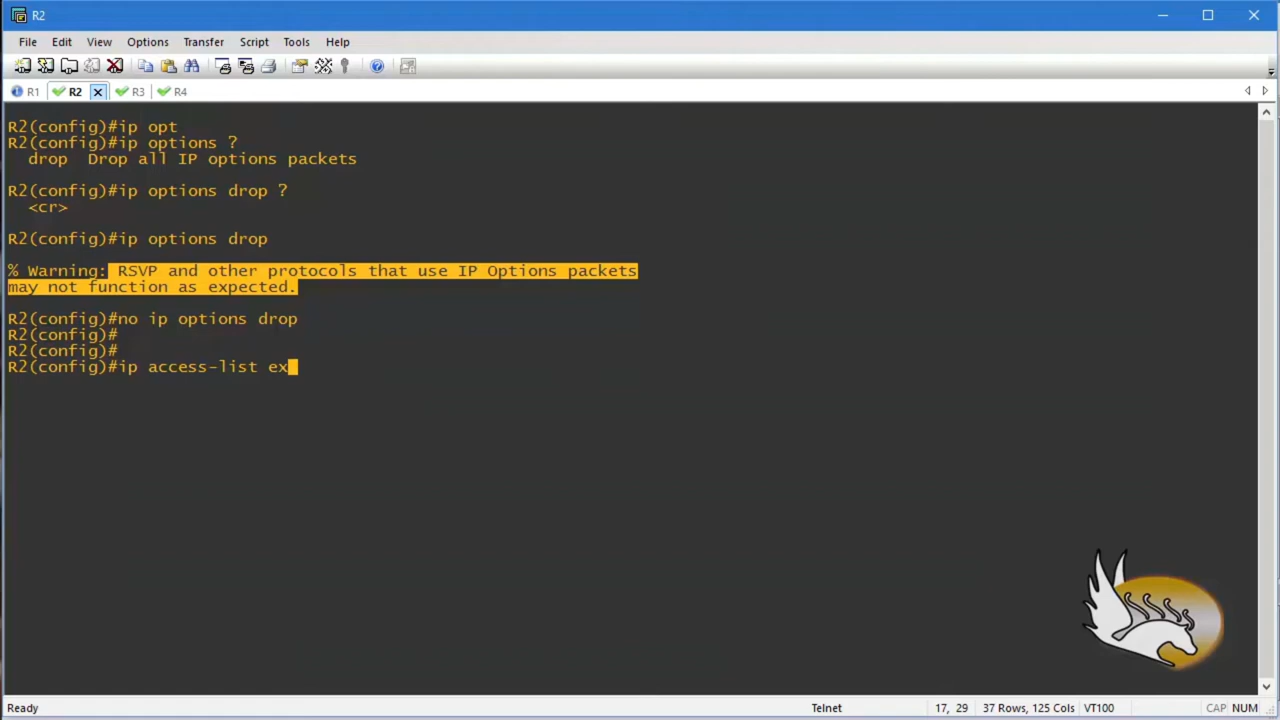 R2
File Edit View Options Transfer Script Tools Help
R1 R2 R3 R4
R2(config)#ip opt
R2(config)#ip options ?
  drop  Drop all IP options packets
R2(config)#ip options drop ?
  <cr>
R2(config)#ip options drop
% Warning: RSVP and other protocols that use IP Options packets
may not function as expected.
R2(config)#no ip options drop
R2(config)#
R2(config)#
R2(config)#ip access-list ex
Ready Telnet 17, 29 37 Rows, 125 Cols VT100 CAP NUM